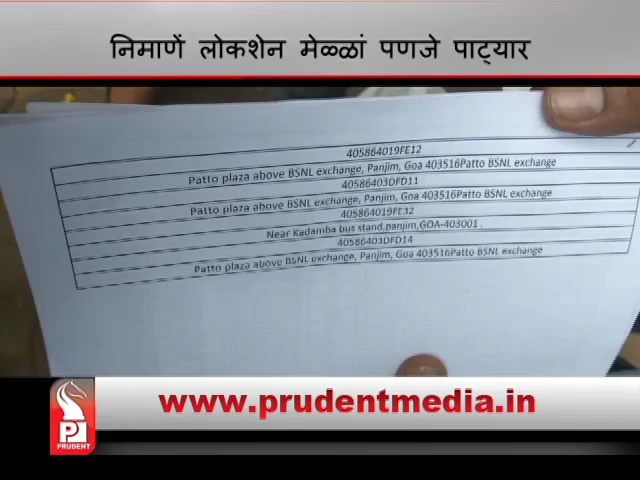 निमाणें लोकशेन मेळ्ळां पणजे पाट्यार
405864019FE12
Patto plaza above BSNL exchange, Panjim, Goa 403516Patto BSNL exchange
40586403DFD11
Patto plaza above BSNL exchange, Panjim, Goa 403516Patto BSNL exchange
405864019FE32
Near Kadamba bus stand,panjim,GOA-403001 .
40586403DFD14
Patto plaza above BSNL exchange, Panjim, Goa 403516Patto BSNL exchange
www.prudentmedia.in
PRUDENT